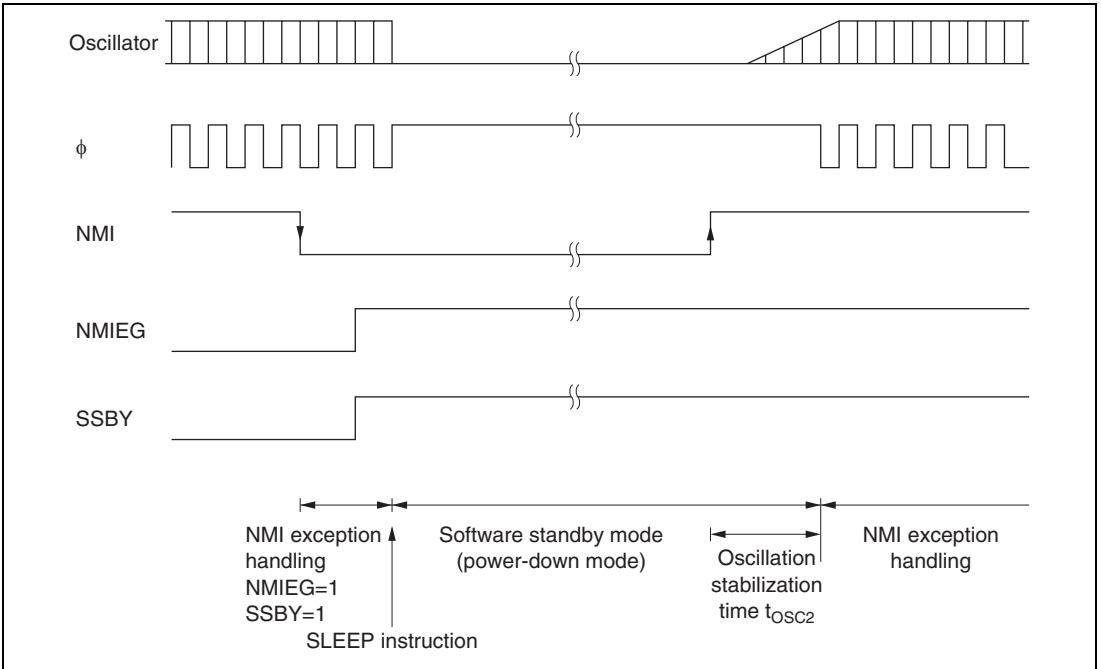 Oscillator
ϕ
NMI
NMIEG
SSBY
NMI exception
handling
NMIEG=1
SSBY=1
SLEEP instruction
Software standby mode
(power-down mode)
Oscillation
stabilization
time tOSC2
NMI exception
handling